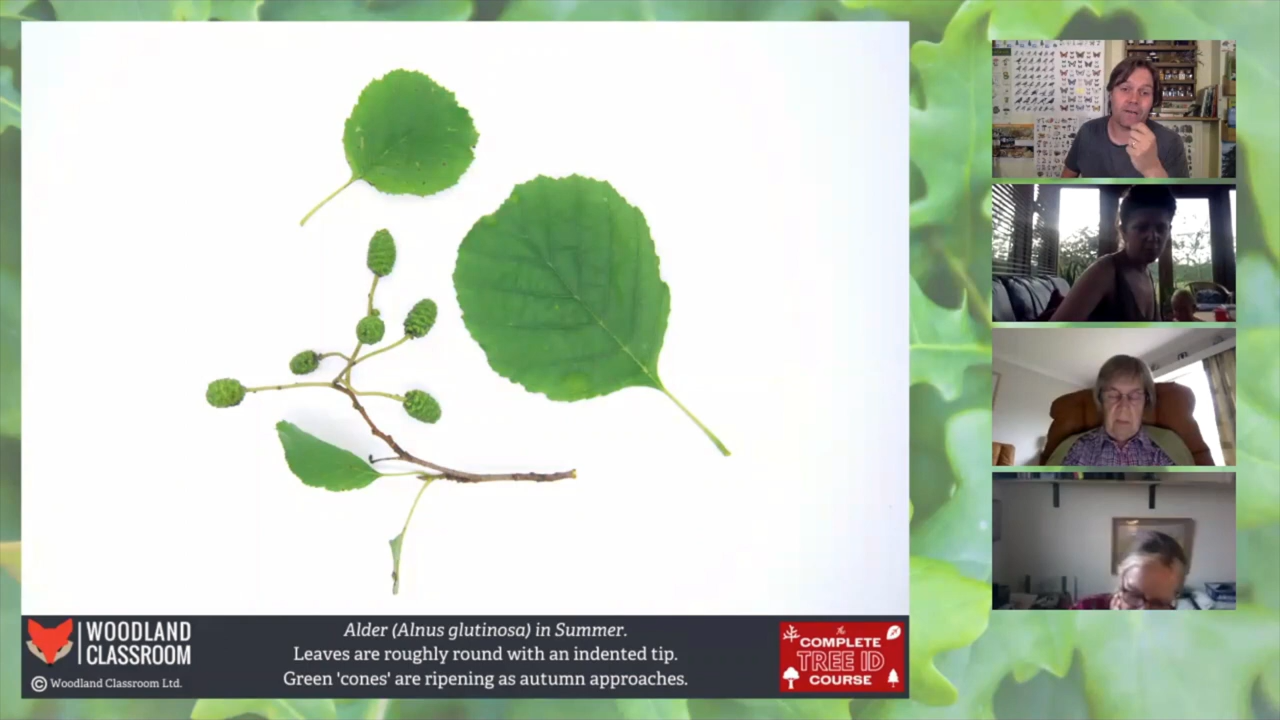 WOODLAND
CLASSROOM
© Woodland Classroom Ltd.
Alder (Alnus glutinosa) in Summer.
Leaves are roughly round with an indented tip.
Green 'cones' are ripening as autumn approaches.
The
COMPLETE
TREE ID
COURSE